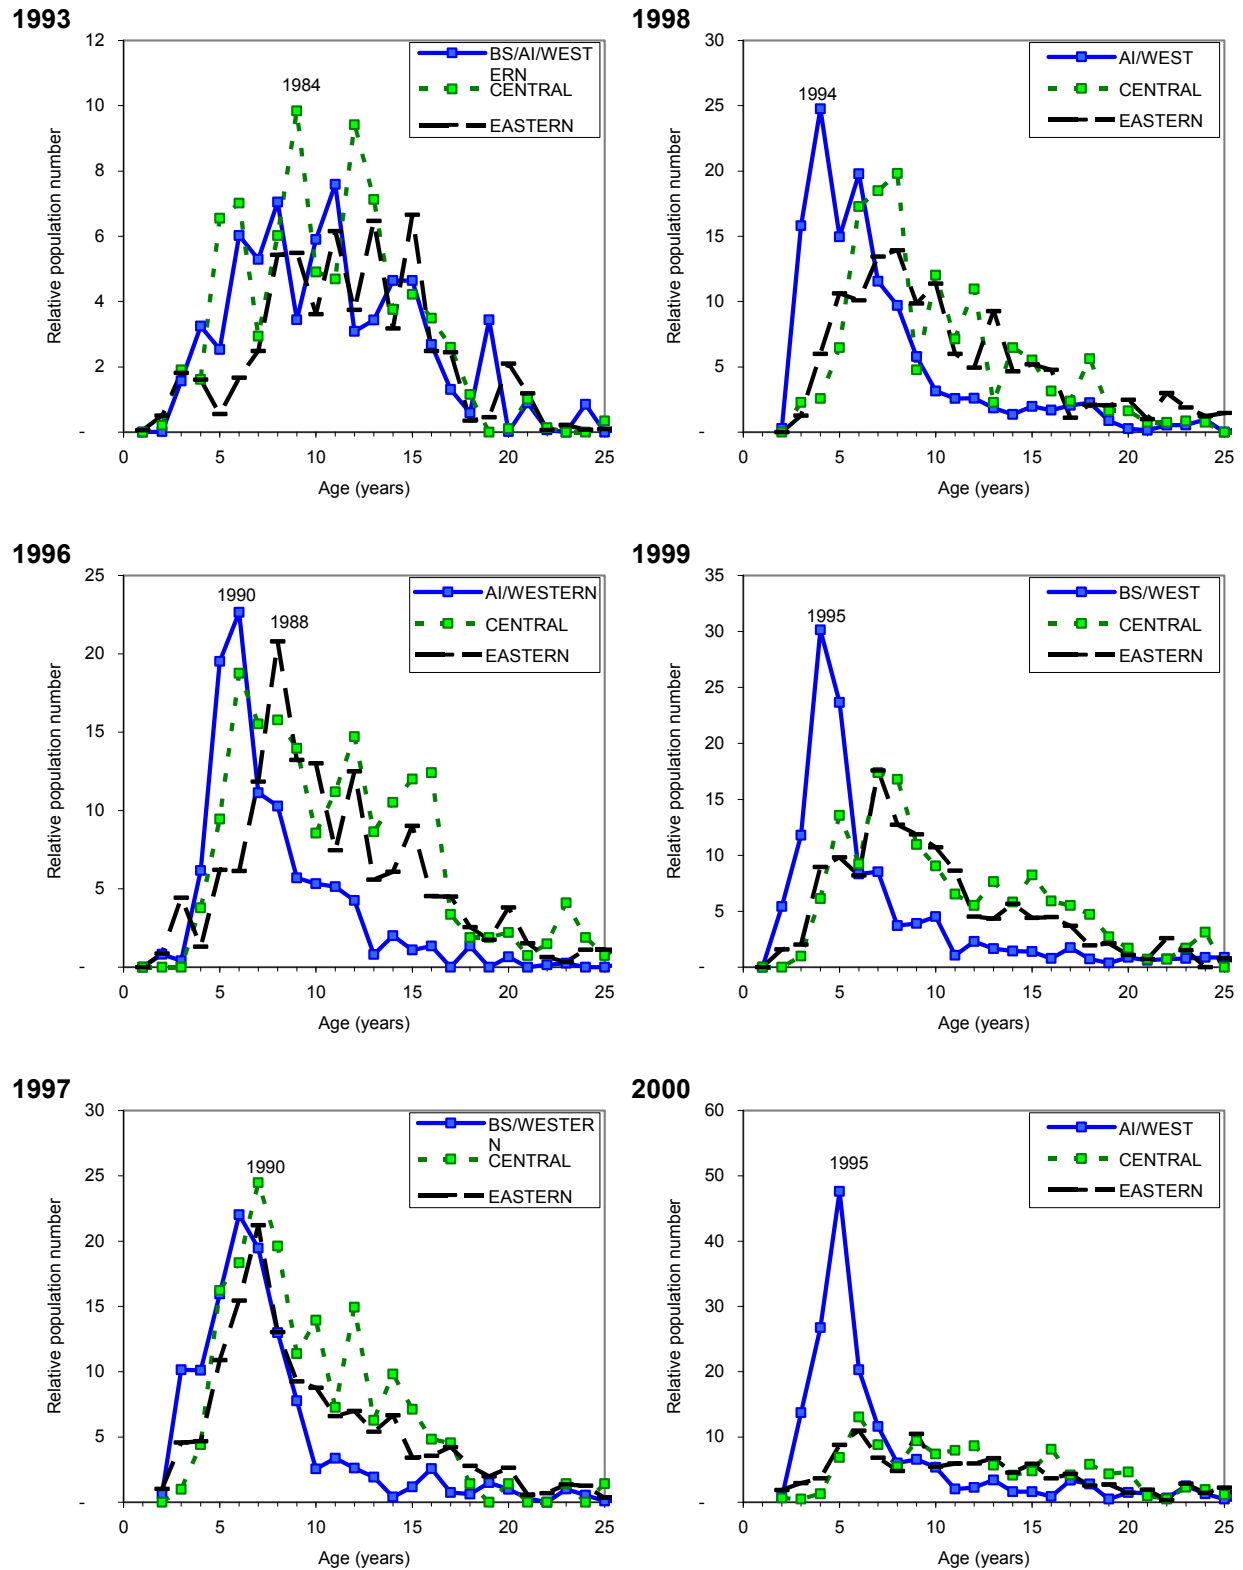 1993
12
10
8
6
4
2
-
Relative population number
1984
BS/AI/WEST
ERN
CENTRAL
EASTERN
0 5 10 15 20 25
Age (years)
1998
30
25
20
15
10
5
-
Relative population number
1994
AI/WEST
CENTRAL
EASTERN
0 5 10 15 20 25
Age (years)
1996
25
20
15
10
5
-
Relative population number
1990
1988
AI/WESTERN
CENTRAL
EASTERN
0 5 10 15 20 25
Age (years)
1999
35
30
25
20
15
10
5
-
Relative population number
1995
BS/WEST
CENTRAL
EASTERN
0 5 10 15 20 25
Age (years)
1997
30
25
20
15
10
5
-
Relative population number
1990
BS/WESTER
N
CENTRAL
EASTERN
0 5 10 15 20 25
Age (years)
2000
60
50
40
30
20
10
-
Relative population number
1995
AI/WEST
CENTRAL
EASTERN
0 5 10 15 20 25
Age (years)